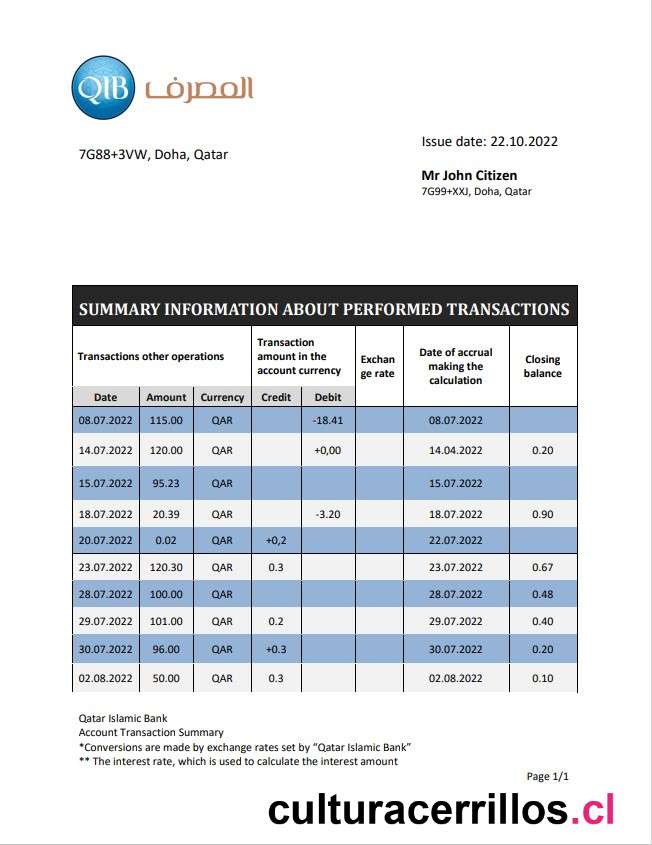 QIB المصرف
Issue date: 22.10.2022
7G88+3VW, Doha, Qatar
Mr John Citizen
7G99+XXJ, Doha, Qatar
SUMMARY INFORMATION ABOUT PERFORMED TRANSACTIONS
Transactions other operations Transaction amount in the account currency Exchan ge rate Date of accrual making the calculation Closing balance
Date Amount Currency Credit Debit
08.07.2022 115.00 QAR -18.41 08.07.2022
14.07.2022 120.00 QAR +0,00 14.04.2022 0.20
15.07.2022 95.23 QAR 15.07.2022
18.07.2022 20.39 QAR -3.20 18.07.2022 0.90
20.07.2022 0.02 QAR +0,2 22.07.2022
23.07.2022 120.30 QAR 0.3 23.07.2022 0.67
28.07.2022 100.00 QAR 28.07.2022 0.48
29.07.2022 101.00 QAR 0.2 29.07.2022 0.40
30.07.2022 96.00 QAR +0.3 30.07.2022 0.20
02.08.2022 50.00 QAR 0.3 02.08.2022 0.10
Qatar Islamic Bank
Account Transaction Summary
*Conversions are made by exchange rates set by “Qatar Islamic Bank”
** The interest rate, which is used to calculate the interest amount
Page 1/1
culturacerrillos.cl